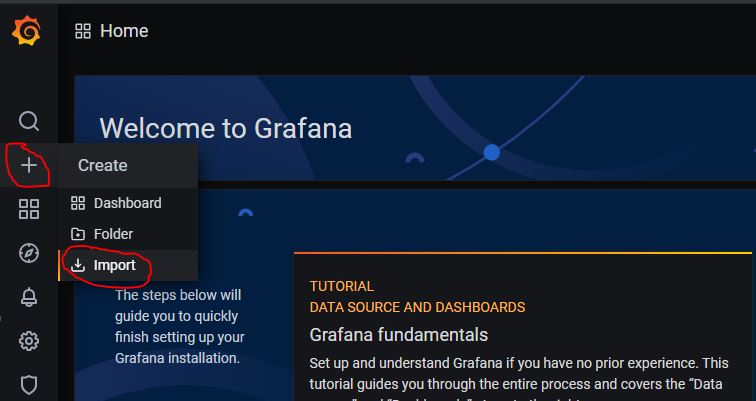 Home
Welcome to Grafana
Create
Dashboard
Folder
Import
The steps below will
guide you to quickly
finish setting up your
Grafana installation.
TUTORIAL
DATA SOURCE AND DASHBOARDS
Grafana fundamentals
Set up and understand Grafana if you have no prior experience. This
tutorial guides you through the entire process and covers the “Data